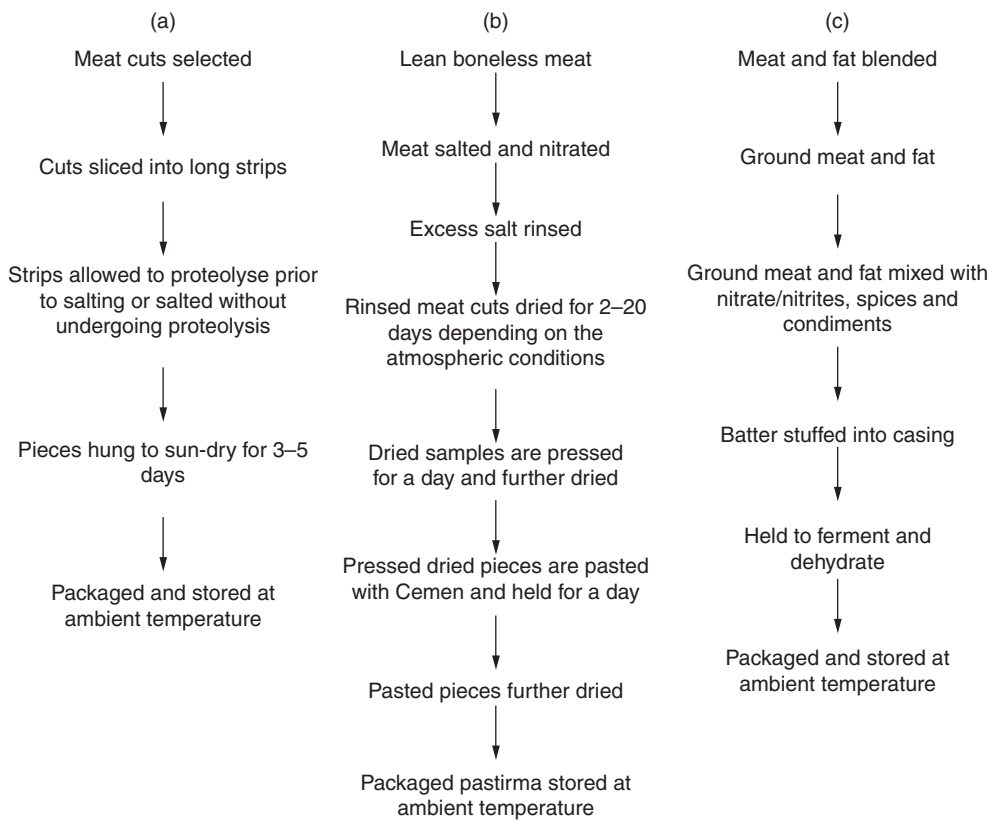 (a)
Meat cuts selected
Cuts sliced into long strips
Strips allowed to proteolyse prior
to salting or salted without
undergoing proteolysis
Pieces hung to sun-dry for 3–5
days
Packaged and stored at
ambient temperature
(b)
Lean boneless meat
Meat salted and nitrated
Excess salt rinsed
Rinsed meat cuts dried for 2–20
days depending on the
atmospheric conditions
Dried samples are pressed
for a day and further dried
Pressed dried pieces are pasted
with Cemen and held for a day
Pasted pieces further dried
Packaged pastirma stored at
ambient temperature
(c)
Meat and fat blended
Ground meat and fat
Ground meat and fat mixed with
nitrate/nitrites, spices and
condiments
Batter stuffed into casing
Held to ferment and
dehydrate
Packaged and stored at
ambient temperature